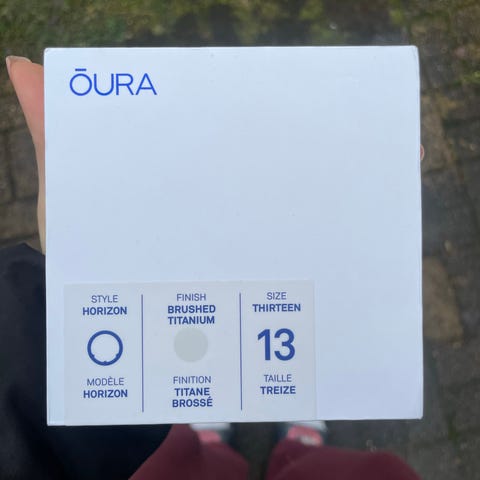 ŌURA
STYLE
HORIZON
MODÈLE
HORIZON
FINISH
BRUSHED
TITANIUM
FINITION
TITANE
BROSSÉ
SIZE
THIRTEEN
13
TAILLE
TREIZE